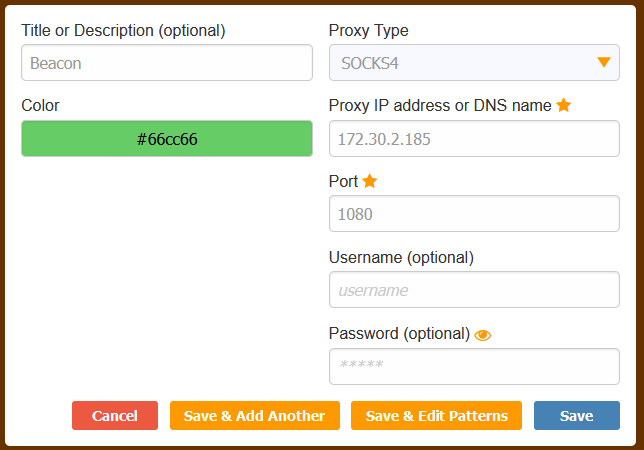 Title or Description (optional)
Beacon
Color
#66cc66
Proxy Type
SOCKS4
Proxy IP address or DNS name
172.30.2.185
Port
1080
Username (optional)
username
Password (optional)
*****
Cancel
Save & Add Another
Save & Edit Patterns
Save